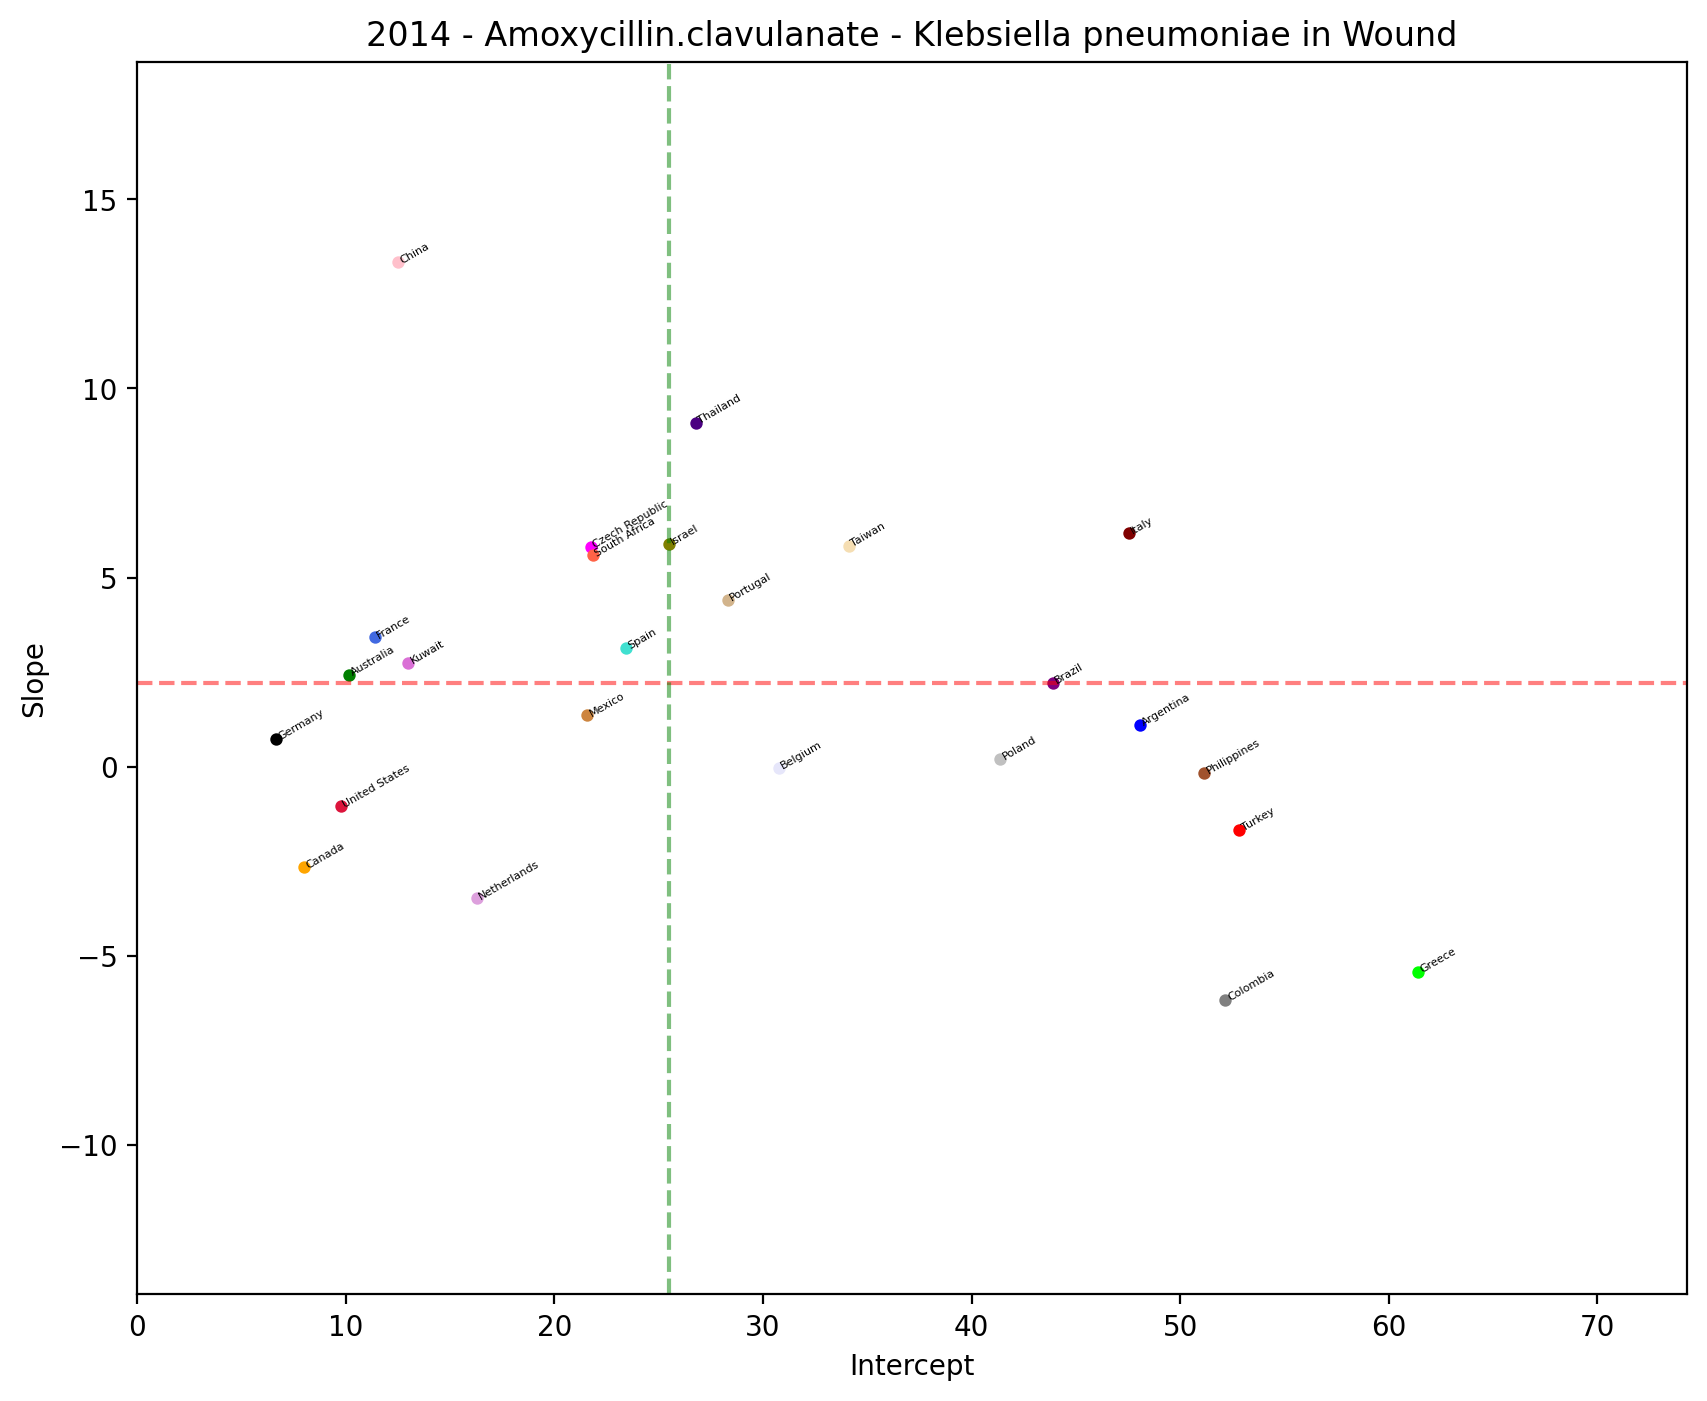 2014 - Amoxycillin.clavulanate - Klebsiella pneumoniae in Wound
15
China
10
Thailand
Czech Republic
South Africa
Israel
Taiwan
Italy
5
Portugal
France
Spain
Kuwait
Australia
Slope
Brazil
Mexico
Argentina
Germany
0
Belgium
Poland
Philippines
United States
Turkey
Canada
Netherlands
−5
Greece
Colombia
−10
0 10 20 30 40 50 60 70
Intercept